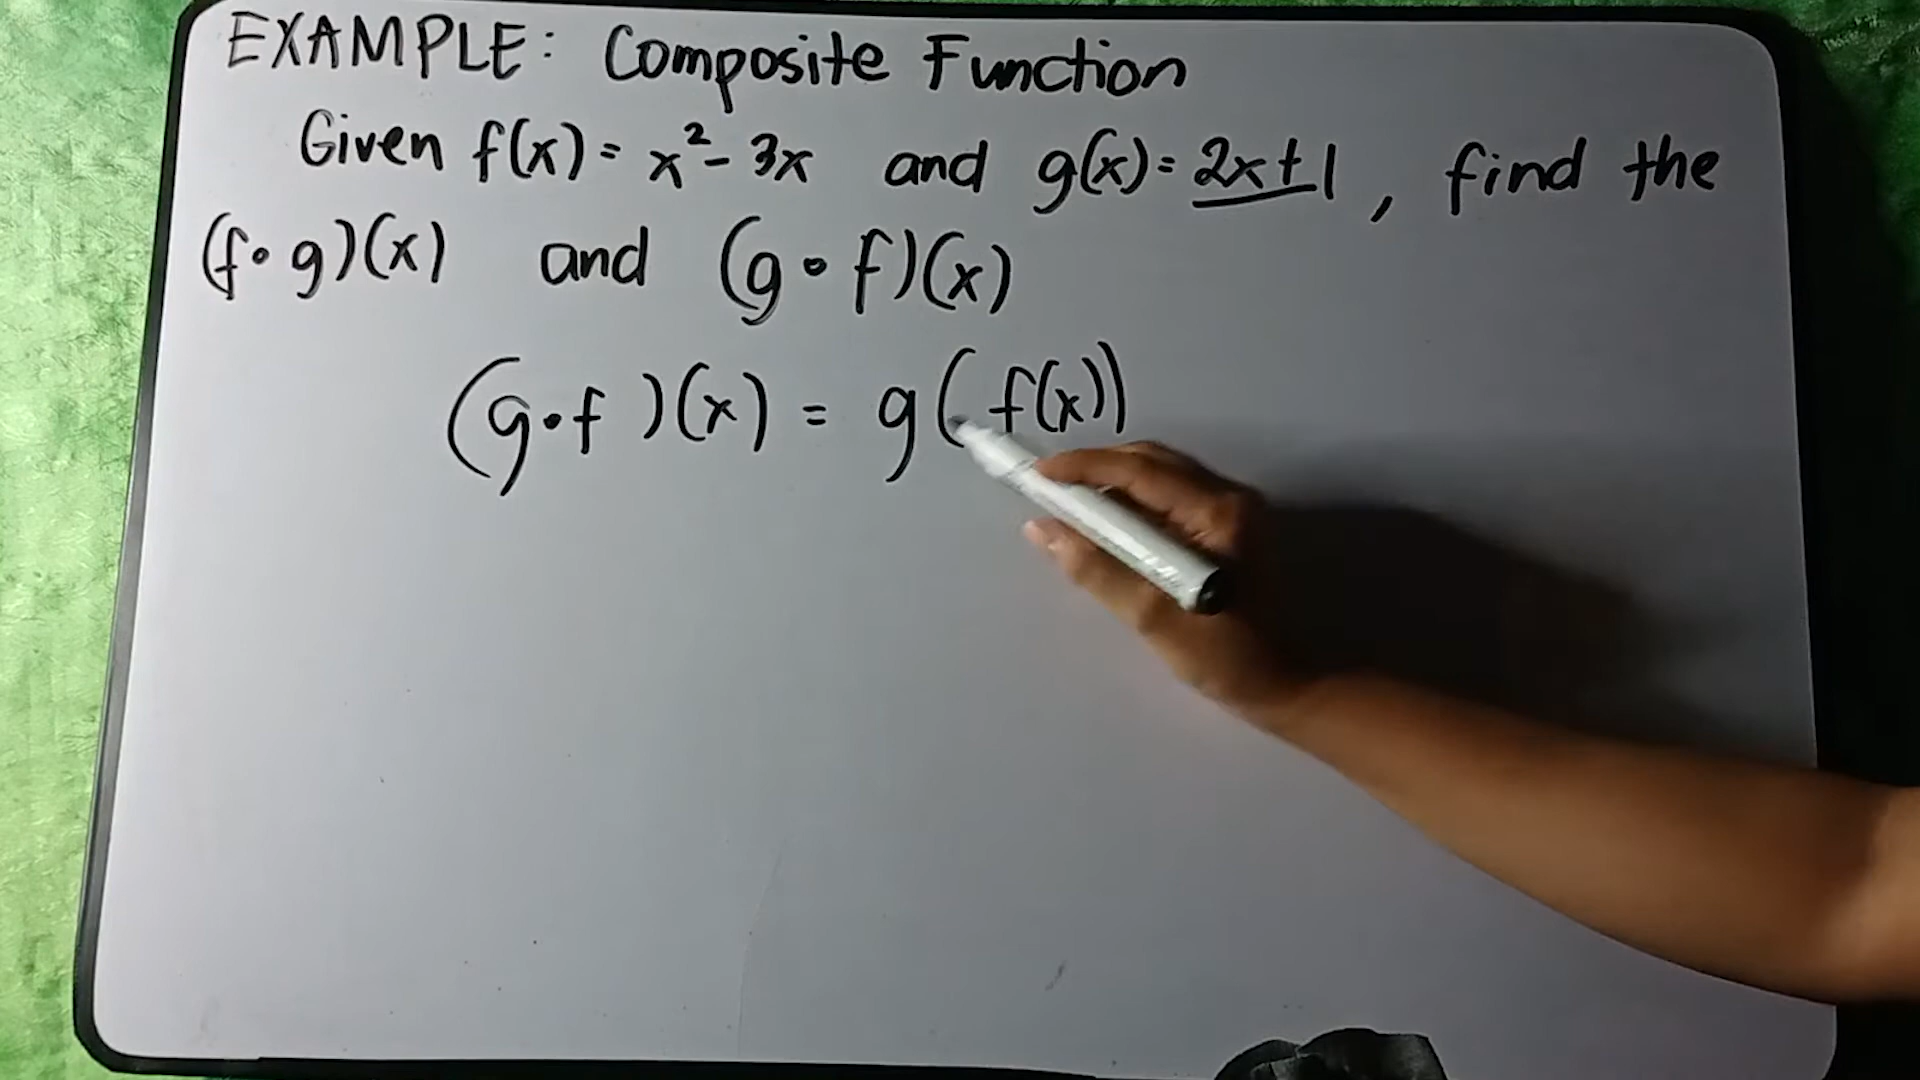 EXAMPLE: Composite Function
Given f(x) = x² - 3x and g(x) = 2x+1, find the
(f∘g)(x) and (g∘f)(x)
(g∘f)(x) = g(f(x))